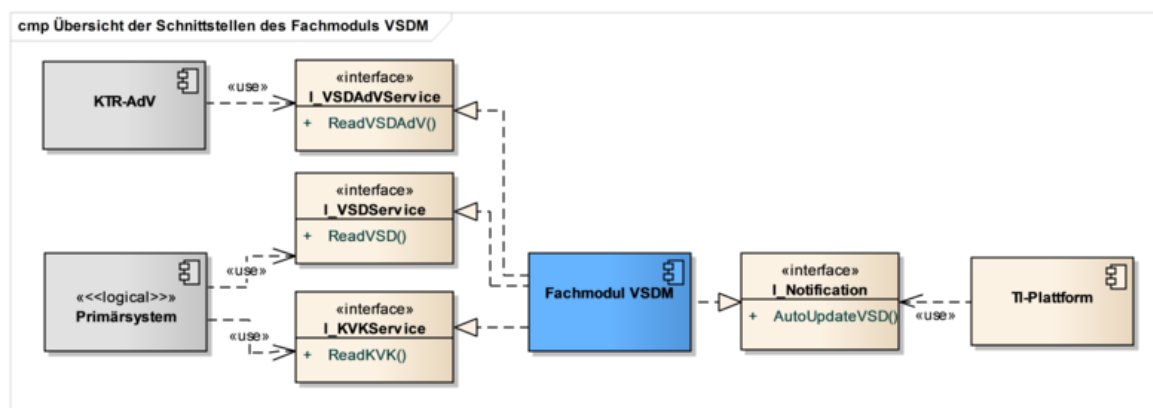 cmp Übersicht der Schnittstellen des Fachmoduls VSDM
KTR-AdV
«use»
«interface»
I_VSDAdVService
+ ReadVSDAdV()
«interface»
I_VSDService
+ ReadVSD()
«<<logical>>»
Primärsystem
«use»
«use»
«interface»
I_KVKService
+ ReadKVK()
Fachmodul VSDM
«interface»
I_Notification
+ AutoUpdateVSD()
«use»
TI-Plattform